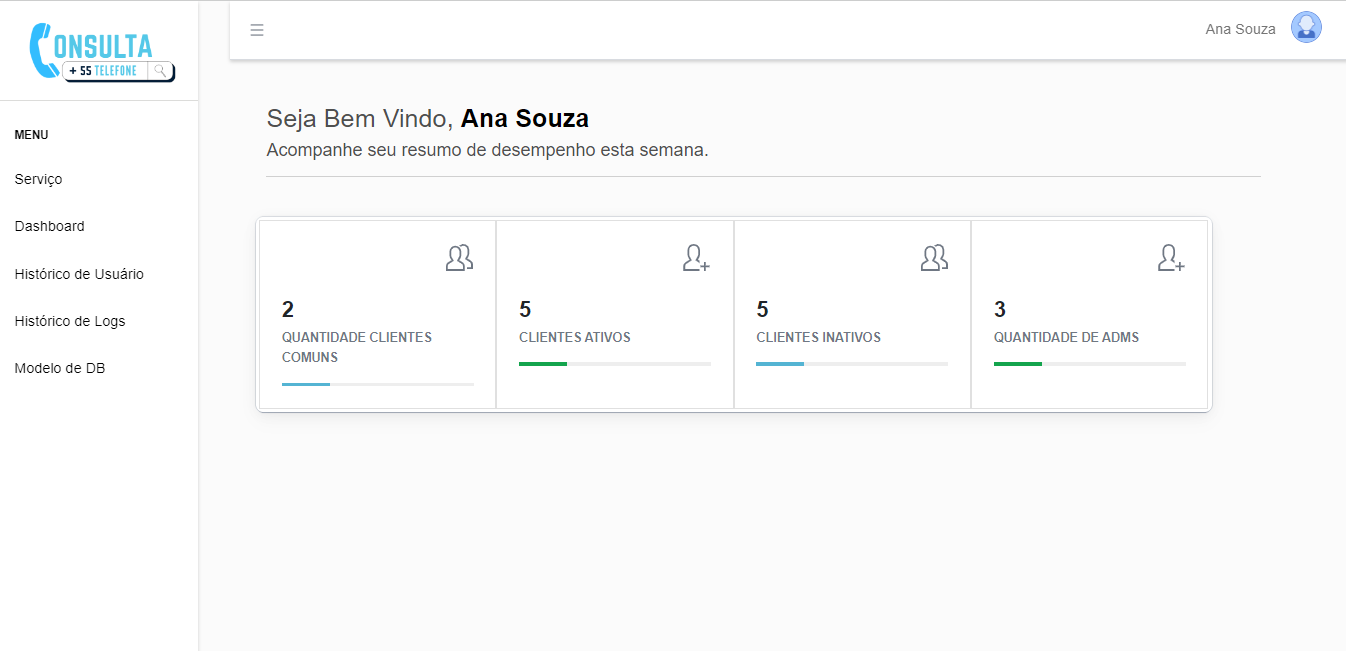 CONSULTA
+ 55 TELEFONE
MENU
Serviço
Dashboard
Histórico de Usuário
Histórico de Logs
Modelo de DB
Ana Souza
Seja Bem Vindo, Ana Souza
Acompanhe seu resumo de desempenho esta semana.
2
QUANTIDADE CLIENTES
COMUNS
5
CLIENTES ATIVOS
5
CLIENTES INATIVOS
3
QUANTIDADE DE ADMS